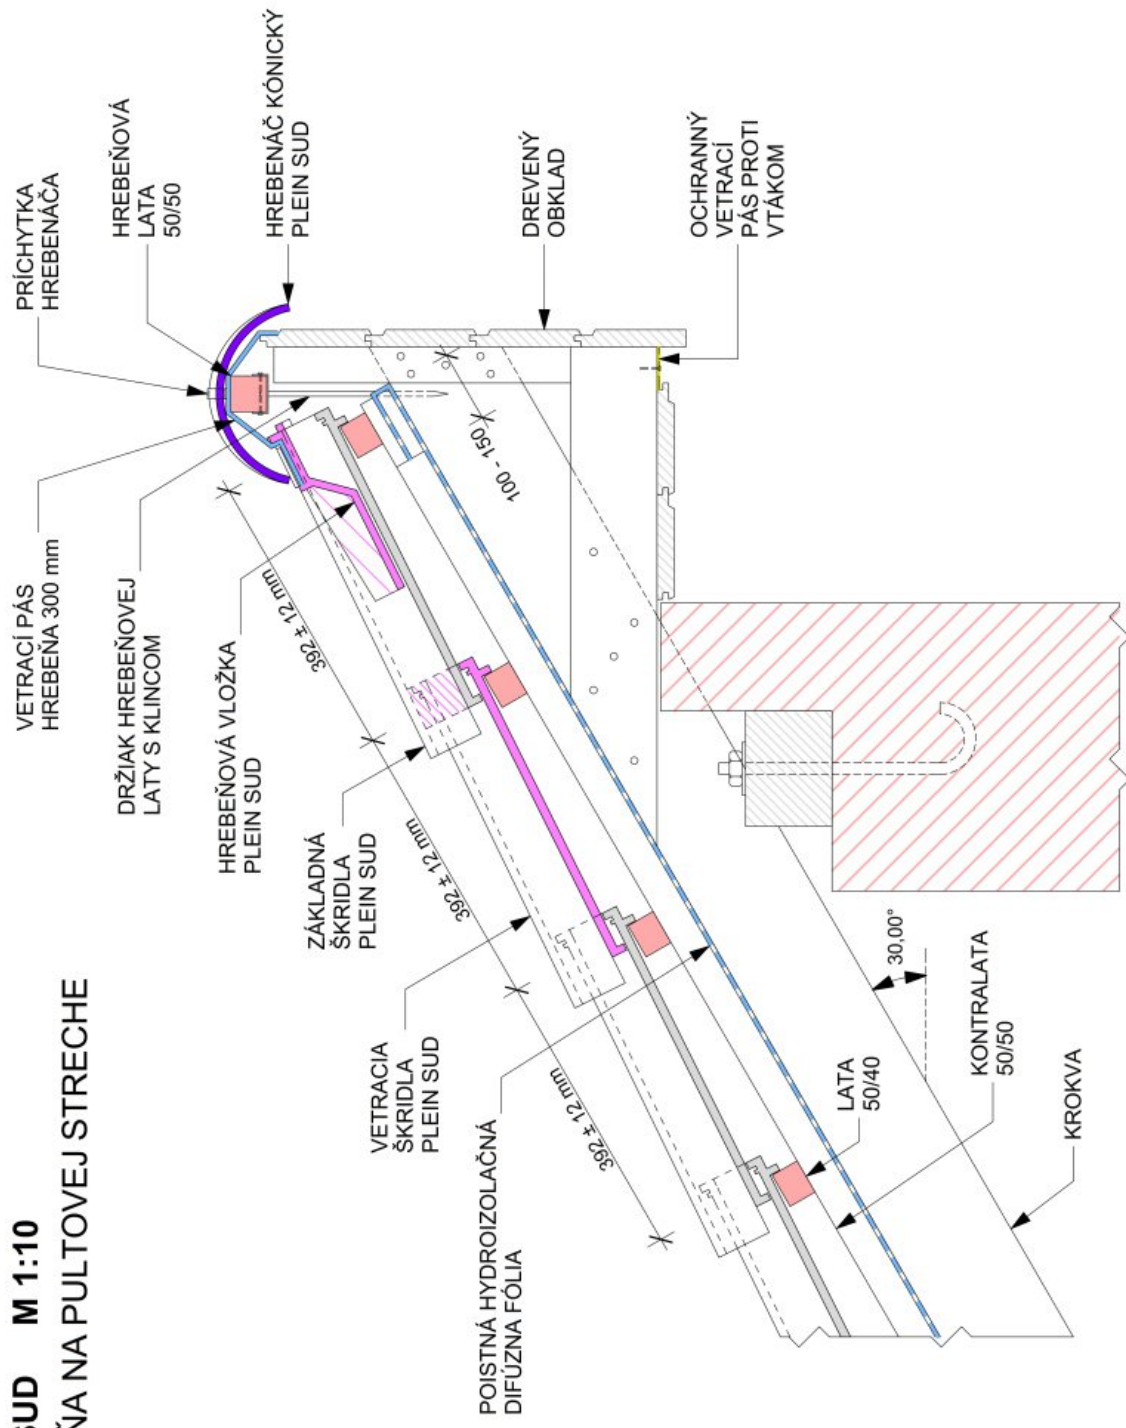 SUD M 1:10
ŇA NA PULTOVEJ STRECHE
PRÍCHYTKA
HREBENÁČA
HREBEŇOVÁ
LATA
50/50
HREBENÁČ KÓNICKÝ
PLEIN SUD
DREVENÝ
OBKLAD
OCHRANNÝ
VETRACÍ
PÁS PROTI
VTÁKOM
VETRACÍ PÁS
HREBEŇA 300 mm
DRŽIAK HREBEŇOVEJ
LATY S KLINCOM
HREBEŇOVÁ VLOŽKA
PLEIN SUD
ZÁKLADNÁ
ŠKRIDLA
PLEIN SUD
VETRACIA
ŠKRIDLA
PLEIN SUD
POISTNÁ HYDROIZOLAČNÁ
DIFÚZNA FÓLIA
392 ± 12 mm
392 ± 12 mm
392 ± 12 mm
100 - 150
30,00°
LATA
50/40
KONTRALATA
50/50
KROKVA